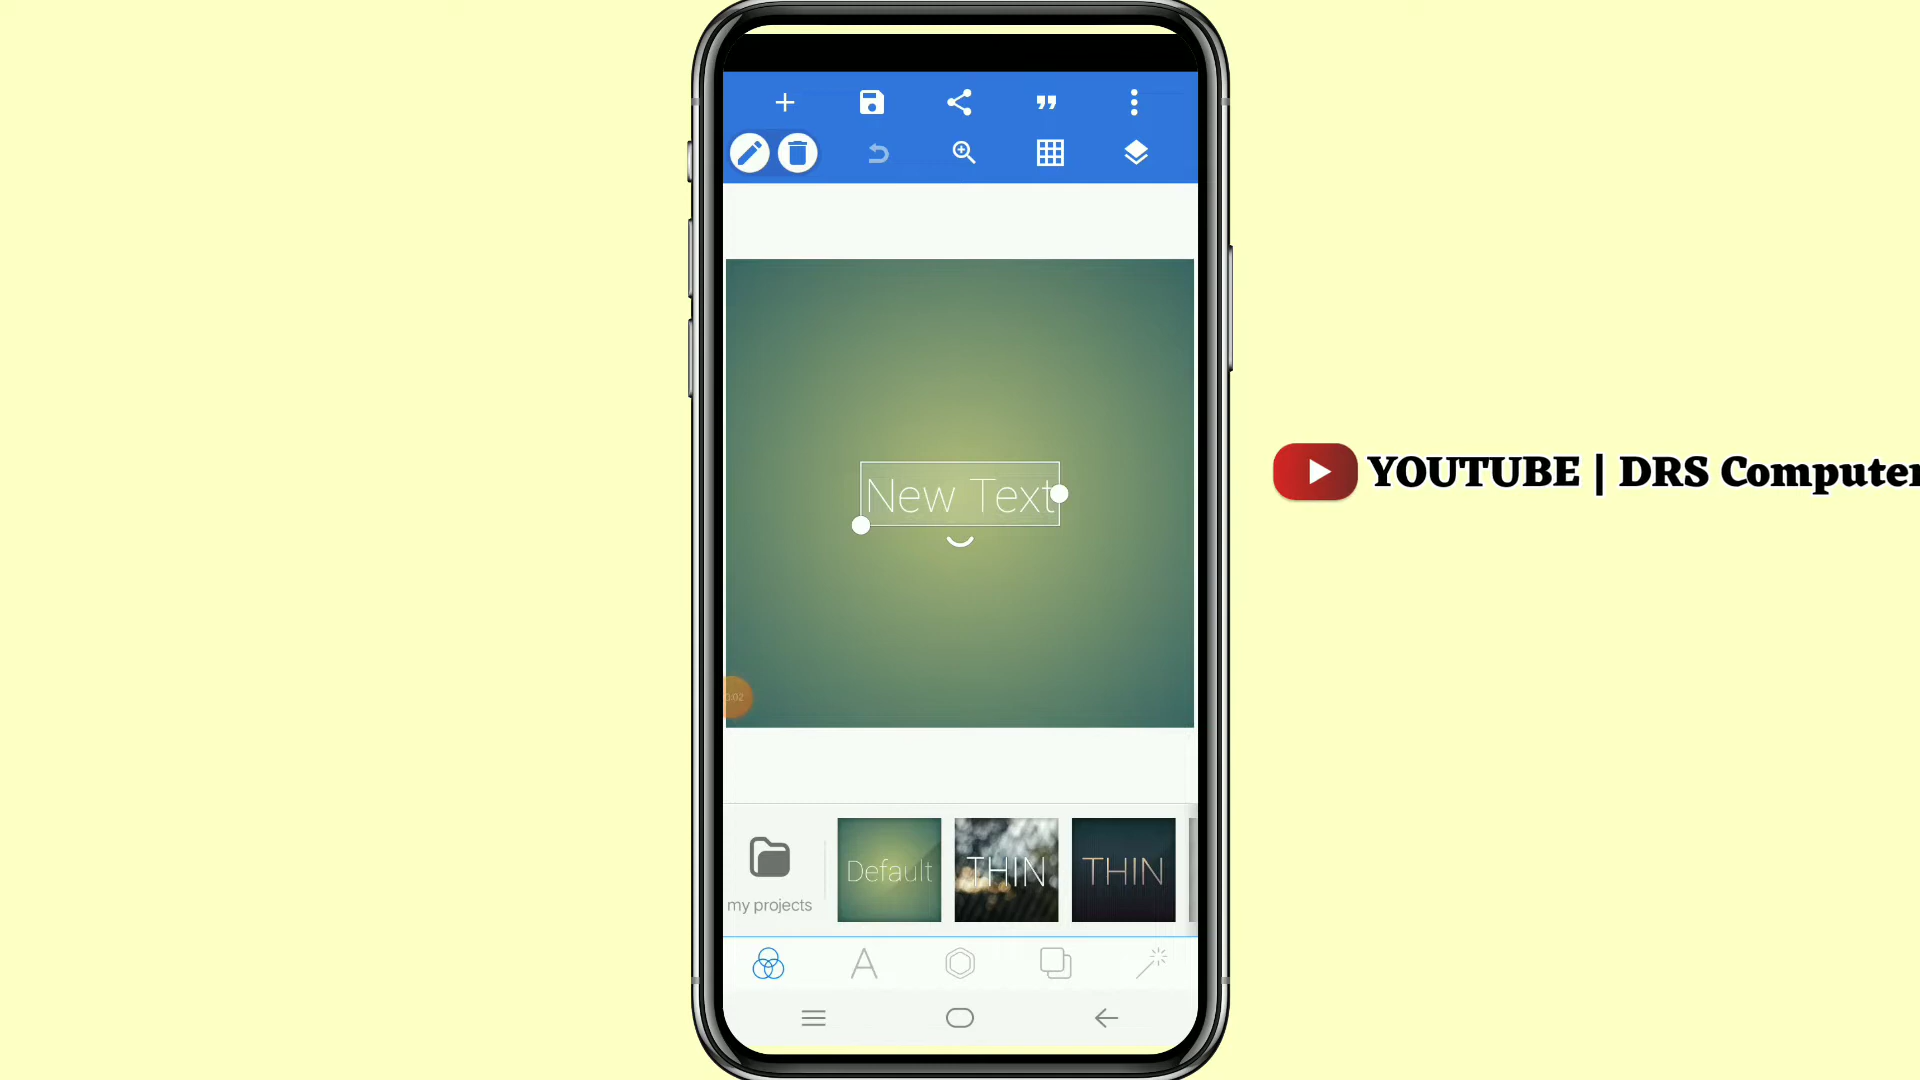 New Text
YOUTUBE | DRS Computer
my projects
Default
THIN
THIN